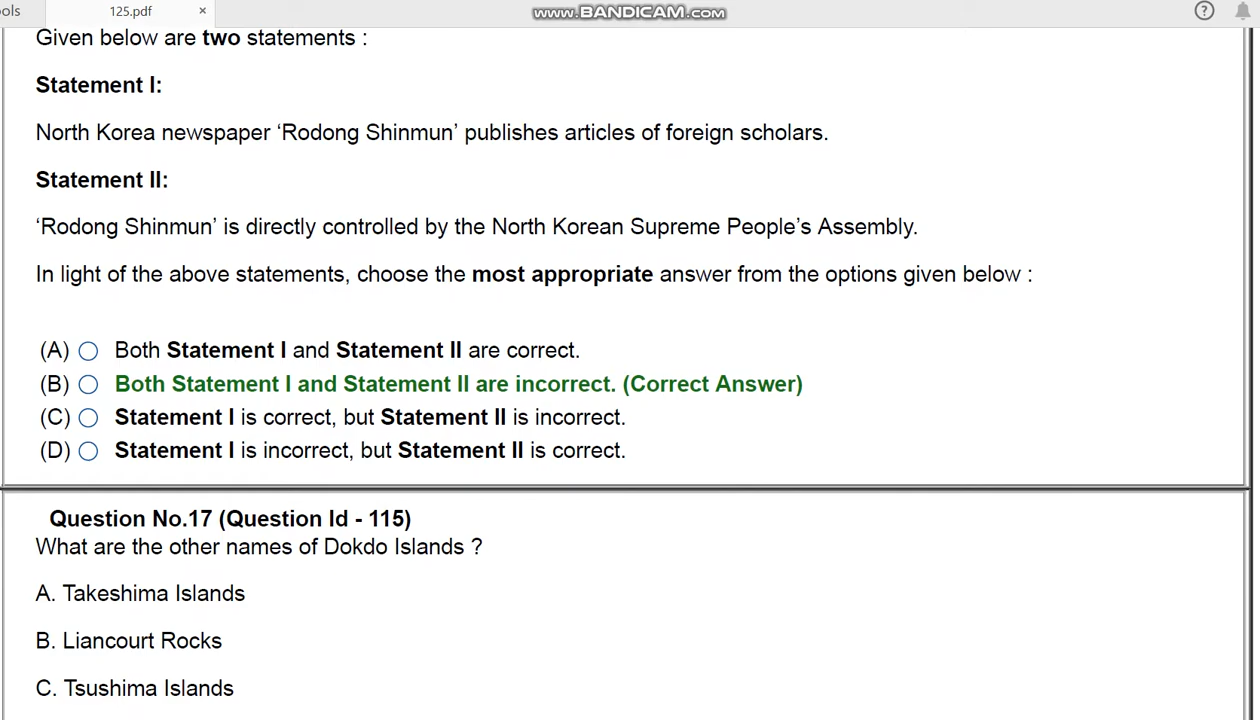 ols
125.pdf
×
www.BANDICAM.com
?
Given below are two statements :
Statement I:
North Korea newspaper ‘Rodong Shinmun’ publishes articles of foreign scholars.
Statement II:
‘Rodong Shinmun’ is directly controlled by the North Korean Supreme People’s Assembly.
In light of the above statements, choose the most appropriate answer from the options given below :
(A) Both Statement I and Statement II are correct.
(B) Both Statement I and Statement II are incorrect. (Correct Answer)
(C) Statement I is correct, but Statement II is incorrect.
(D) Statement I is incorrect, but Statement II is correct.
Question No.17 (Question Id - 115)
What are the other names of Dokdo Islands ?
A. Takeshima Islands
B. Liancourt Rocks
C. Tsushima Islands